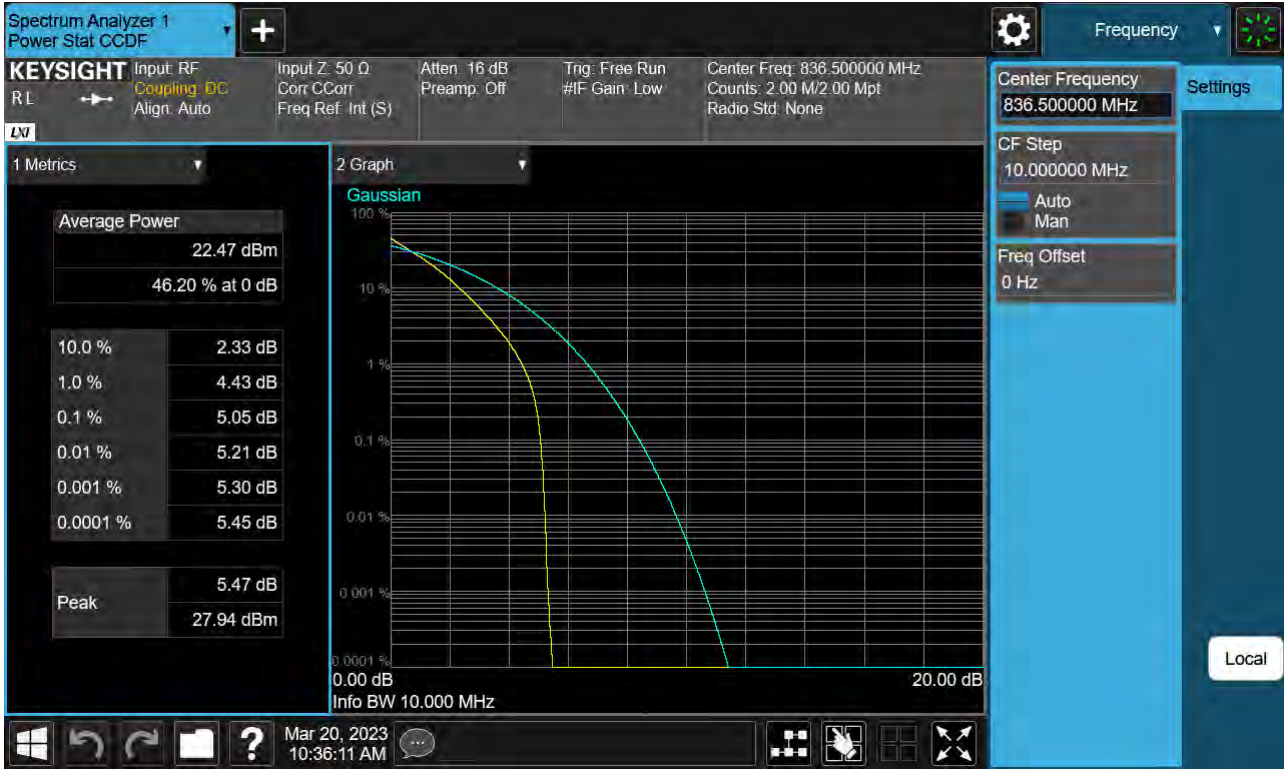 Spectrum Analyzer 1
Power Stat CCDF
Frequency
KEYSIGHT
R L
LXI
Input: RF
Coupling: DC
Align: Auto
Input Z: 50 Ω
Corr CCorr
Freq Ref: Int (S)
Atten: 16 dB
Preamp: Off
Trig: Free Run
#IF Gain: Low
Center Freq: 836.500000 MHz
Counts: 2.00 M/2.00 Mpt
Radio Std: None
Center Frequency
836.500000 MHz
Settings
CF Step
10.000000 MHz
Auto
Man
Freq Offset
0 Hz
Local
1 Metrics
Average Power
22.47 dBm
46.20 % at 0 dB
10.0 % 2.33 dB
1.0 % 4.43 dB
0.1 % 5.05 dB
0.01 % 5.21 dB
0.001 % 5.30 dB
0.0001 % 5.45 dB
Peak
5.47 dB
27.94 dBm
2 Graph
Gaussian
100 %
10 %
1 %
0.1 %
0.01 %
0.001 %
0.0001 %
0.00 dB 20.00 dB
Info BW 10.000 MHz
?
Mar 20, 2023
10:36:11 AM